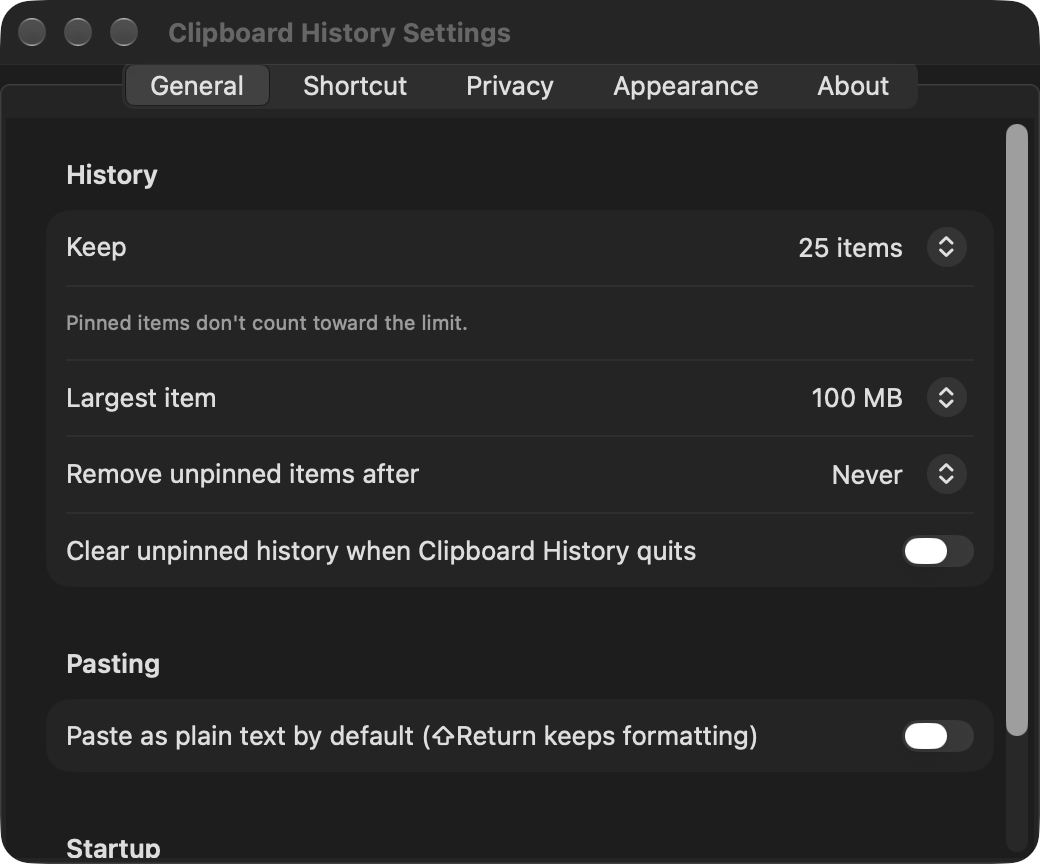 Clipboard History Settings
General Shortcut Privacy Appearance About
History
Keep 25 items
Pinned items don't count toward the limit.
Largest item 100 MB
Remove unpinned items after Never
Clear unpinned history when Clipboard History quits
Pasting
Paste as plain text by default (⇧Return keeps formatting)
Startup